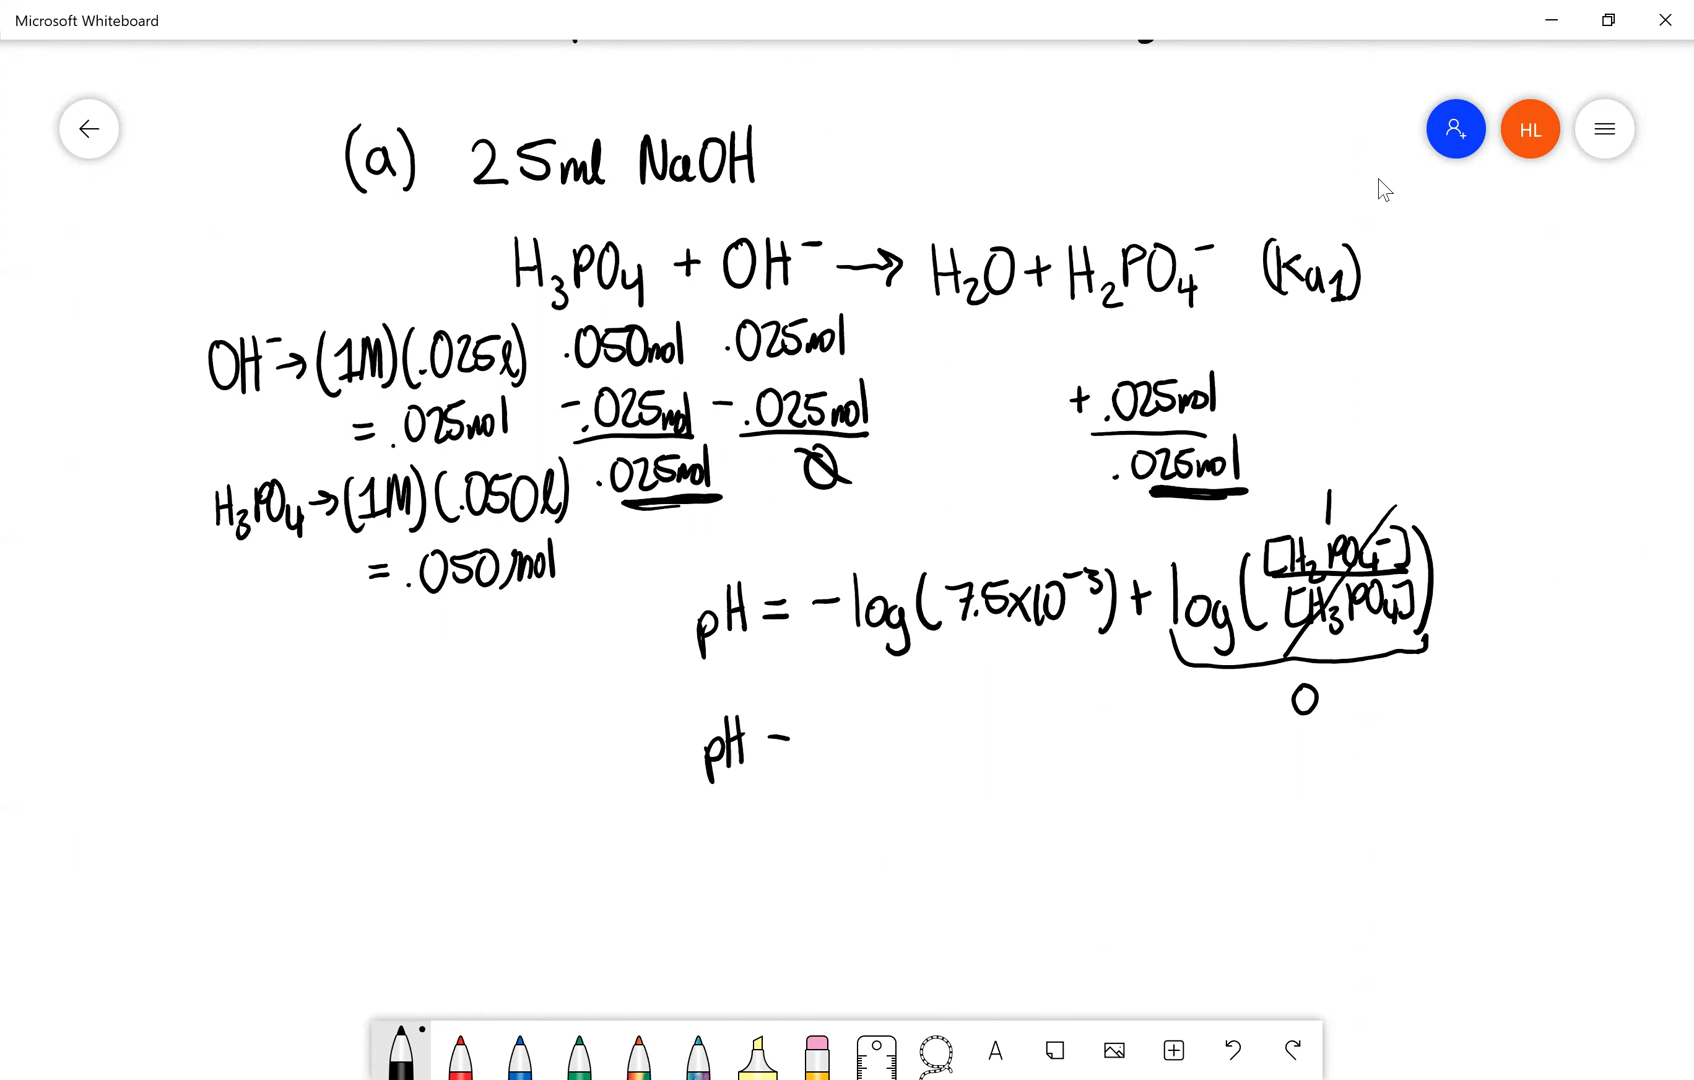 Microsoft Whiteboard
HL
(a) 25ml NaOH
H₃PO₄ + OH⁻ → H₂O + H₂PO₄⁻ (Ka1)
OH⁻ → (1M)(.025l) .050mol .025mol
= .025mol -.025mol - .025mol + .025mol
H₃PO₄ → (1M)(.050l) .025mol 0 .025mol
= .050mol
1
pH = -log(7.5x10⁻³) + log([H₂PO₄⁻]/[H₃PO₄])
0
pH -
A